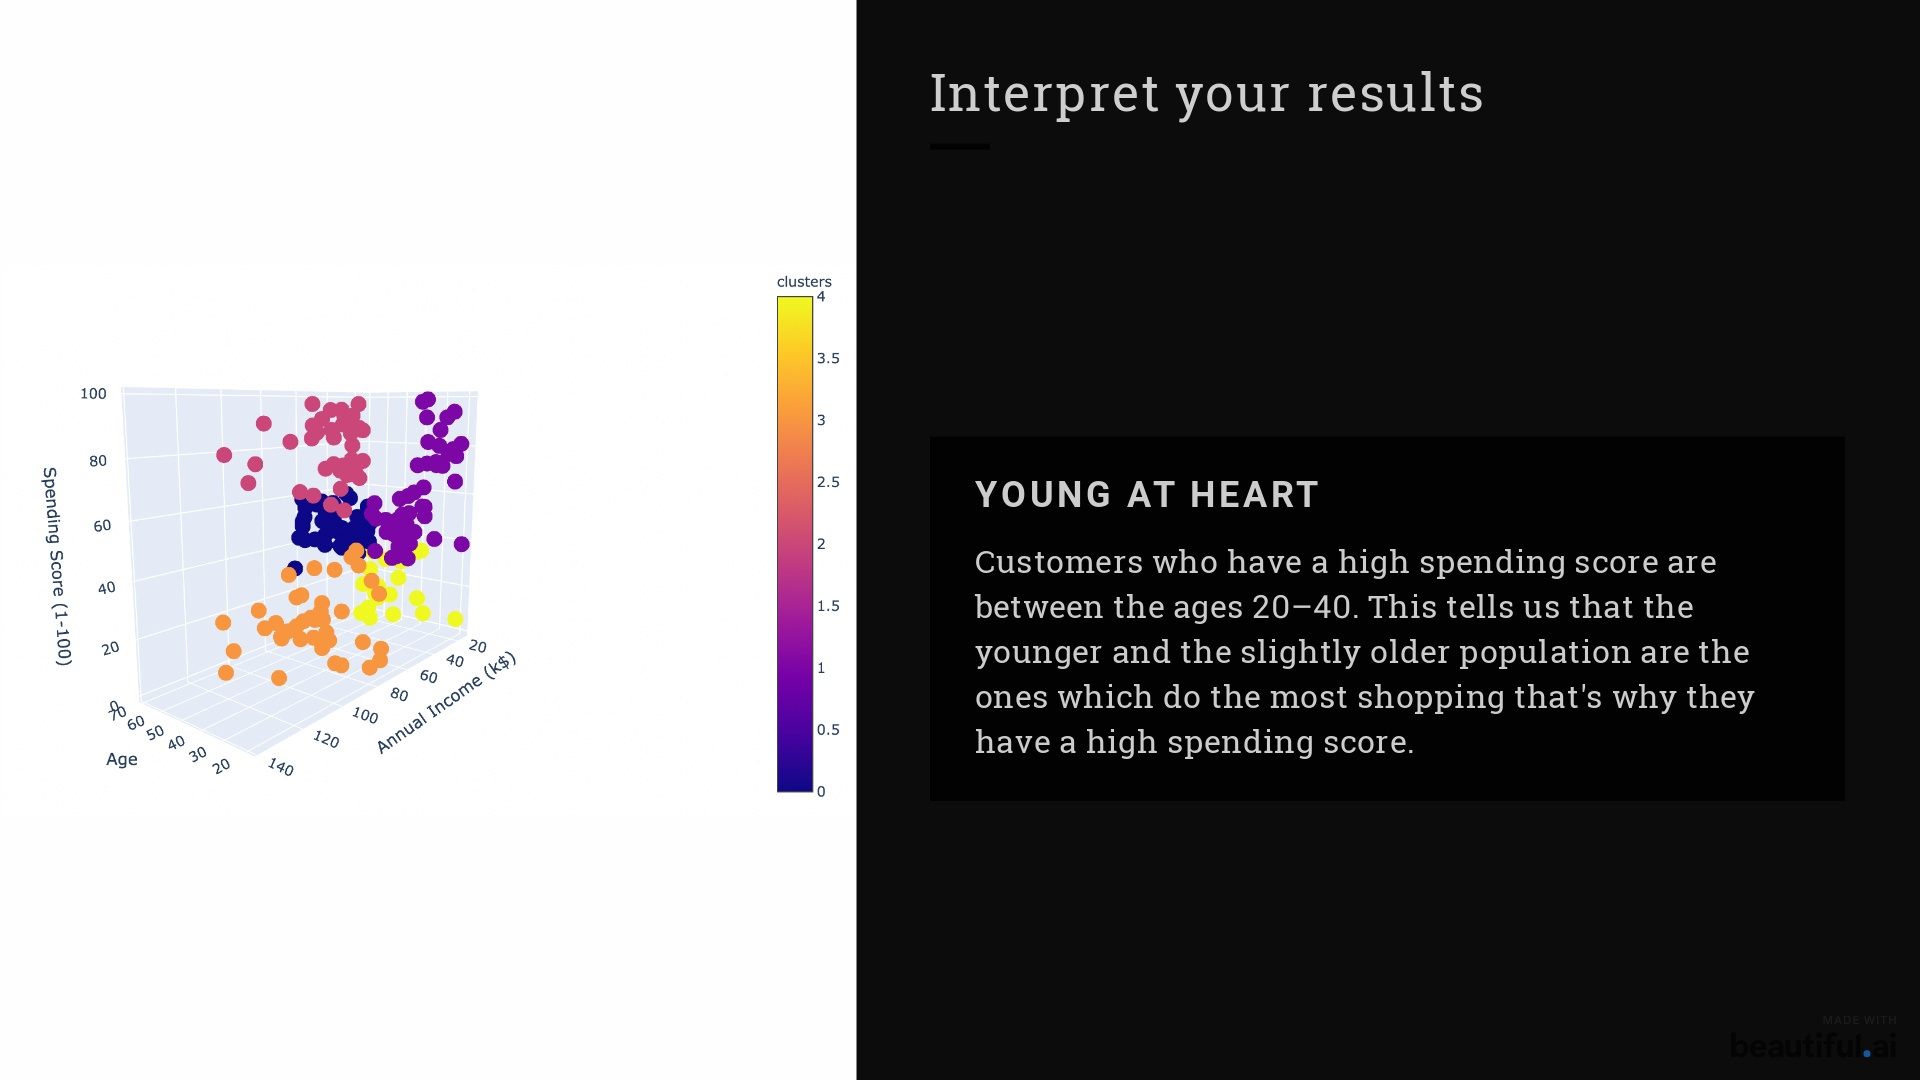 Interpret your results
clusters
4
3.5
3
2.5
2
1.5
1
0.5
0
100
80
60
40
20
0
Spending Score (1-100)
70
60
50
40
30
20
Age
20
40
60
80
100
120
140
Annual Income (k$)
YOUNG AT HEART
Customers who have a high spending score are
between the ages 20–40. This tells us that the
younger and the slightly older population are the
ones which do the most shopping that's why they
have a high spending score.
MADE WITH
beautiful.ai